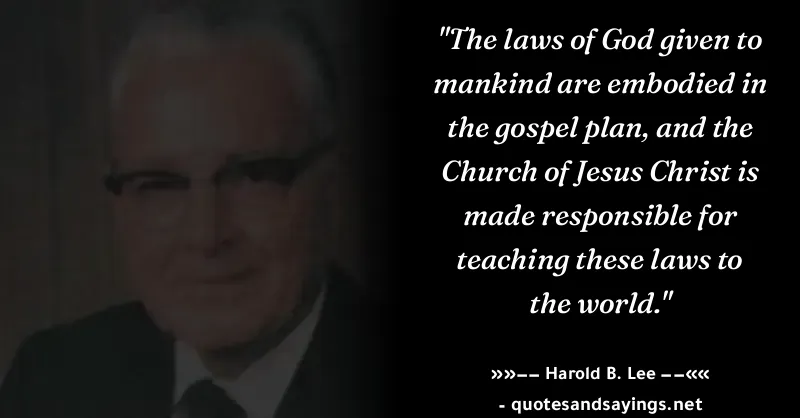 "The laws of God given to
mankind are embodied in
the gospel plan, and the
Church of Jesus Christ is
made responsible for
teaching these laws to
the world."
»»−− Harold B. Lee −−««
- quotesandsayings.net